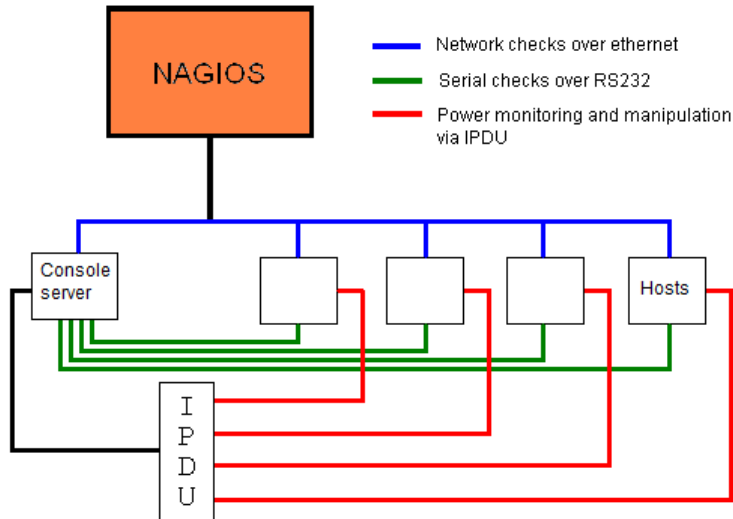 NAGIOS
Network checks over ethernet
Serial checks over RS232
Power monitoring and manipulation
via IPDU
Console
server
Hosts
I
P
D
U